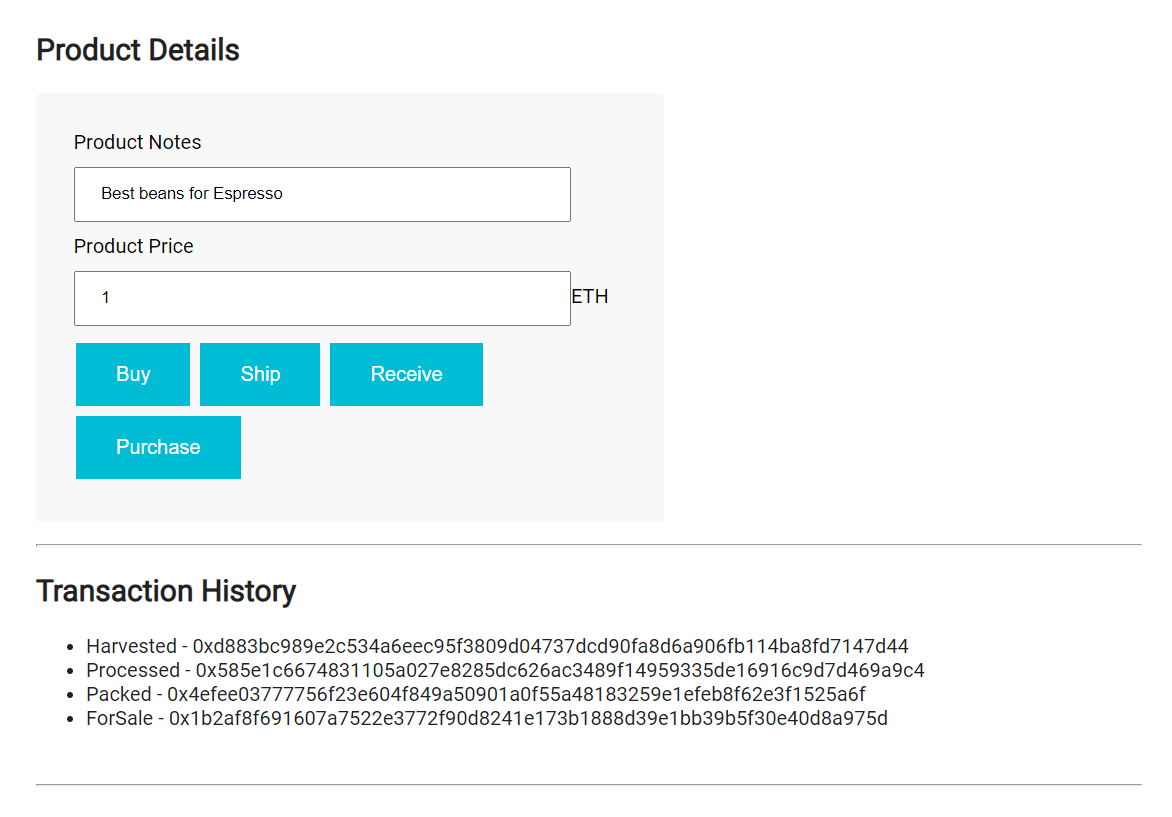 Product Details
Product Notes
Best beans for Espresso
Product Price
1 ETH
Buy Ship Receive
Purchase
Transaction History
Harvested - 0xd883bc989e2c534a6eec95f3809d04737dcd90fa8d6a906fb114ba8fd7147d44
Processed - 0x585e1c6674831105a027e8285dc626ac3489f14959335de16916c9d7d469a9c4
Packed - 0x4efee03777756f23e604f849a50901a0f55a48183259e1efeb8f62e3f1525a6f
ForSale - 0x1b2af8f691607a7522e3772f90d8241e173b1888d39e1bb39b5f30e40d8a975d